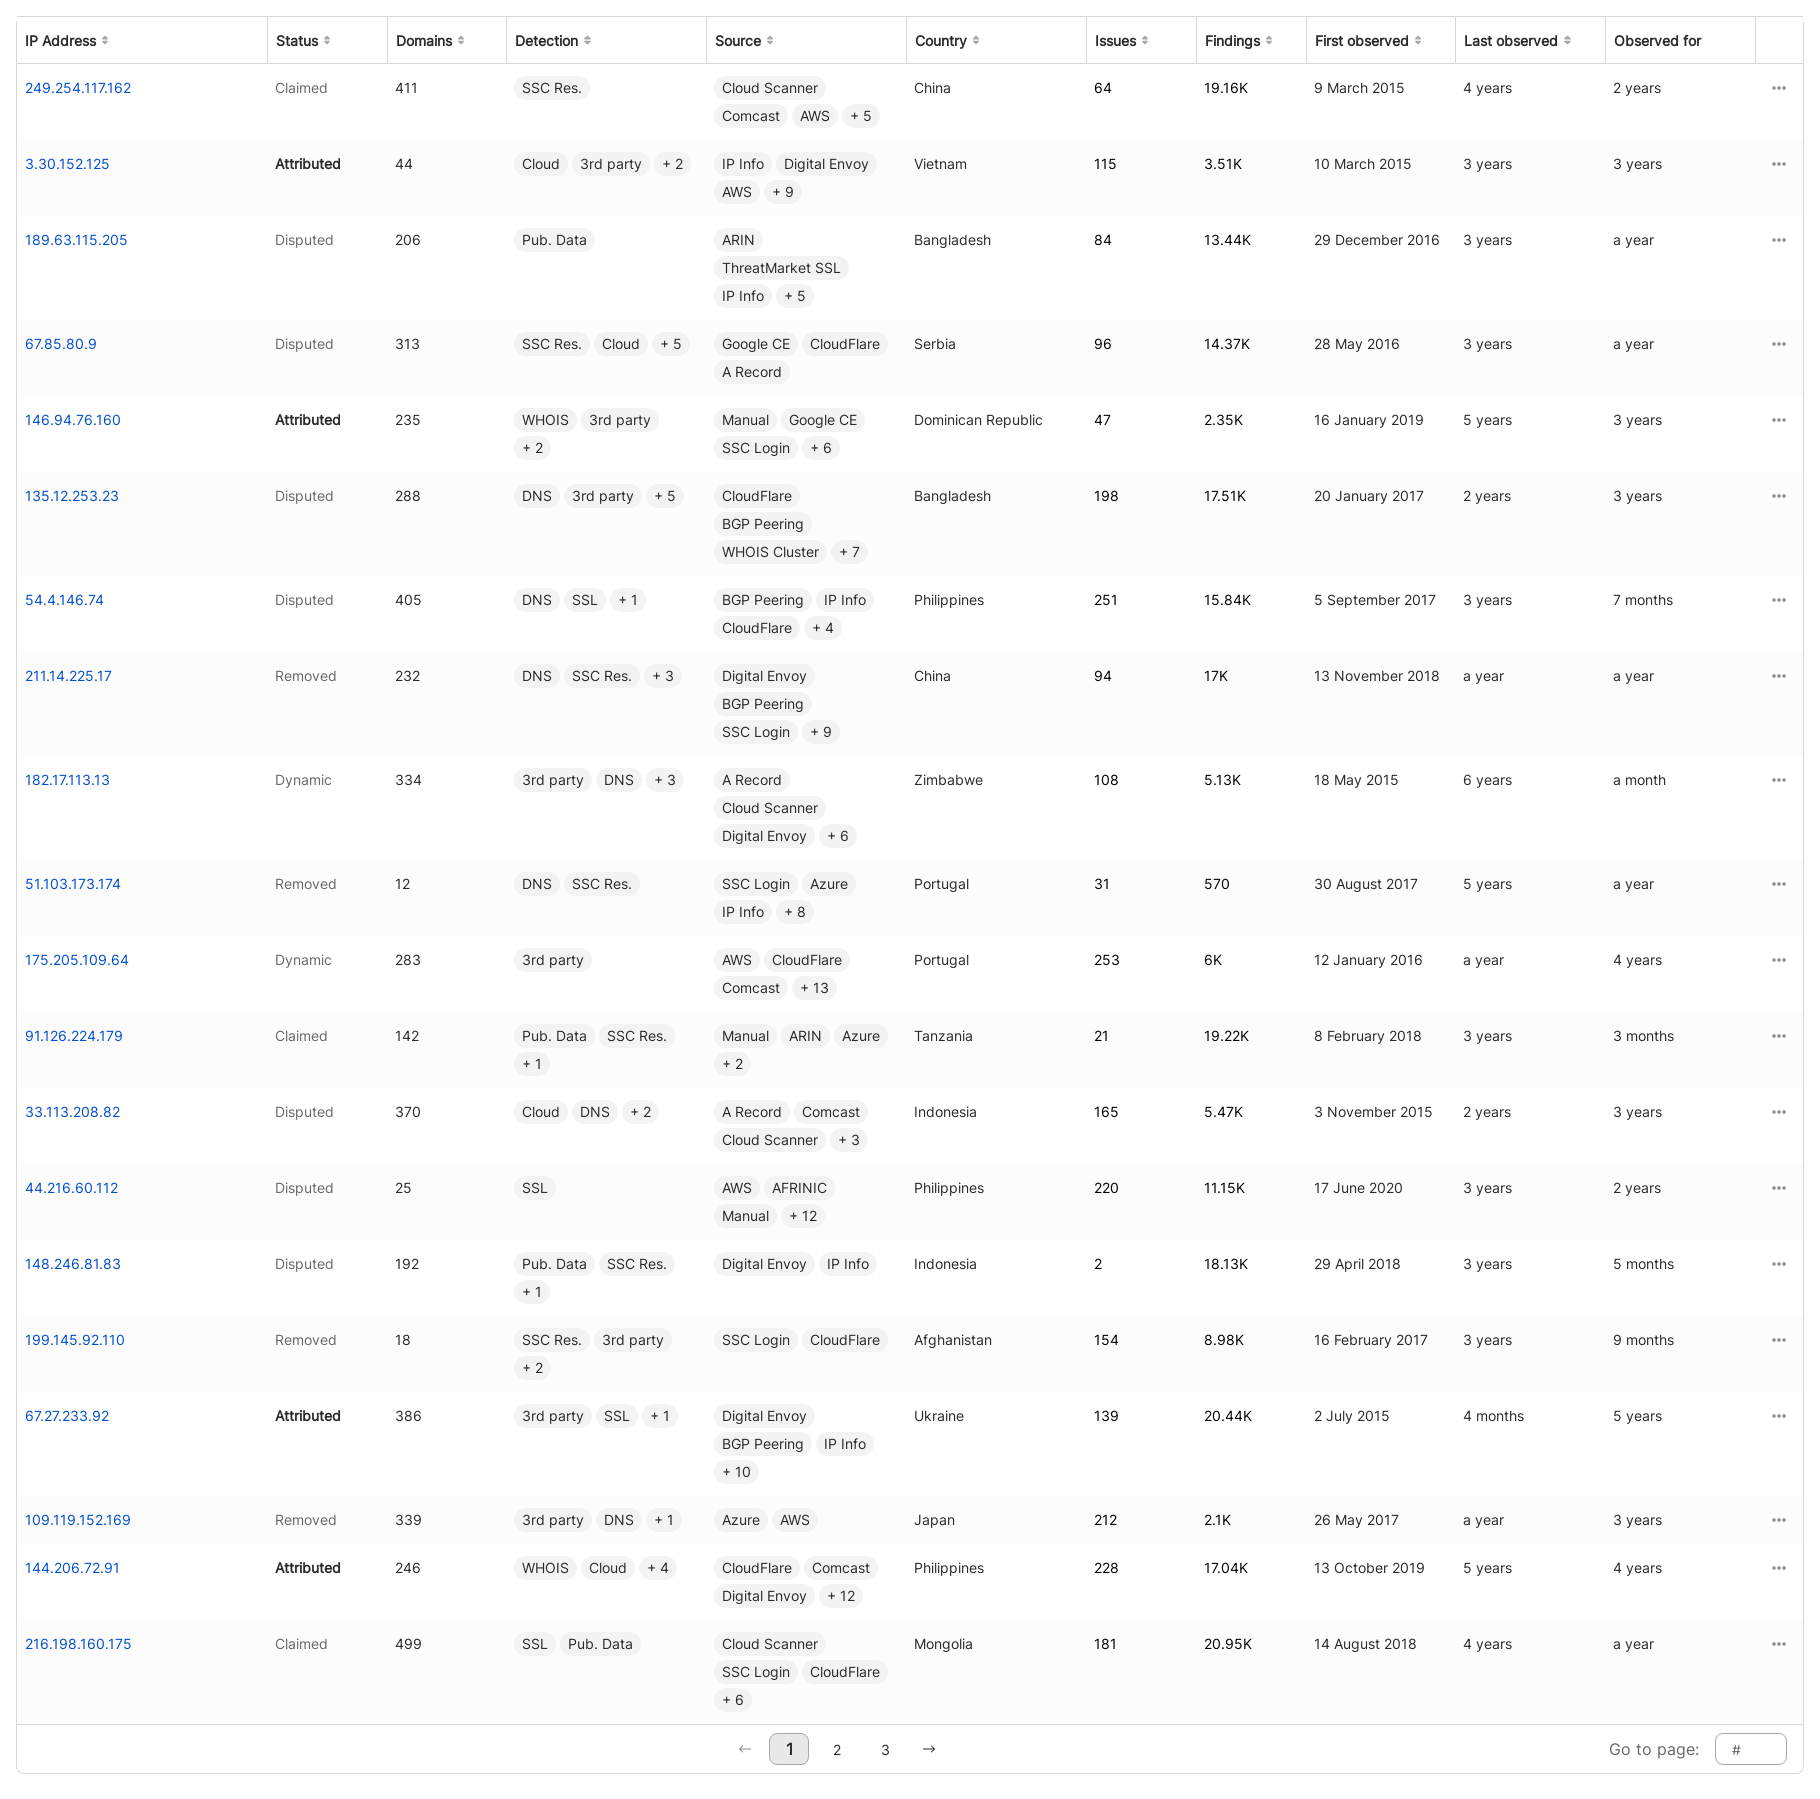 IP Address Status Domains Detection Source Country Issues Findings First observed Last observed Observed for
249.254.117.162 Claimed 411 SSC Res. Cloud Scanner China 64 19.16K 9 March 2015 4 years 2 years
Comcast AWS + 5
3.30.152.125 Attributed 44 Cloud 3rd party + 2 IP Info Digital Envoy Vietnam 115 3.51K 10 March 2015 3 years 3 years
AWS + 9
189.63.115.205 Disputed 206 Pub. Data ARIN Bangladesh 84 13.44K 29 December 2016 3 years a year
ThreatMarket SSL
IP Info + 5
67.85.80.9 Disputed 313 SSC Res. Cloud + 5 Google CE CloudFlare Serbia 96 14.37K 28 May 2016 3 years a year
A Record
146.94.76.160 Attributed 235 WHOIS 3rd party Manual Google CE Dominican Republic 47 2.35K 16 January 2019 5 years 3 years
+ 2 SSC Login + 6
135.12.253.23 Disputed 288 DNS 3rd party + 5 CloudFlare Bangladesh 198 17.51K 20 January 2017 2 years 3 years
BGP Peering
WHOIS Cluster + 7
54.4.146.74 Disputed 405 DNS SSL + 1 BGP Peering IP Info Philippines 251 15.84K 5 September 2017 3 years 7 months
CloudFlare + 4
211.14.225.17 Removed 232 DNS SSC Res. + 3 Digital Envoy China 94 17K 13 November 2018 a year a year
BGP Peering
SSC Login + 9
182.17.113.13 Dynamic 334 3rd party DNS + 3 A Record Zimbabwe 108 5.13K 18 May 2015 6 years a month
Cloud Scanner
Digital Envoy + 6
51.103.173.174 Removed 12 DNS SSC Res. SSC Login Azure Portugal 31 570 30 August 2017 5 years a year
IP Info + 8
175.205.109.64 Dynamic 283 3rd party AWS CloudFlare Portugal 253 6K 12 January 2016 a year 4 years
Comcast + 13
91.126.224.179 Claimed 142 Pub. Data SSC Res. Manual ARIN Azure Tanzania 21 19.22K 8 February 2018 3 years 3 months
+ 1 + 2
33.113.208.82 Disputed 370 Cloud DNS + 2 A Record Comcast Indonesia 165 5.47K 3 November 2015 2 years 3 years
Cloud Scanner + 3
44.216.60.112 Disputed 25 SSL AWS AFRINIC Philippines 220 11.15K 17 June 2020 3 years 2 years
Manual + 12
148.246.81.83 Disputed 192 Pub. Data SSC Res. Digital Envoy IP Info Indonesia 2 18.13K 29 April 2018 3 years 5 months
+ 1
199.145.92.110 Removed 18 SSC Res. 3rd party SSC Login CloudFlare Afghanistan 154 8.98K 16 February 2017 3 years 9 months
+ 2
67.27.233.92 Attributed 386 3rd party SSL + 1 Digital Envoy Ukraine 139 20.44K 2 July 2015 4 months 5 years
BGP Peering IP Info
+ 10
109.119.152.169 Removed 339 3rd party DNS + 1 Azure AWS Japan 212 2.1K 26 May 2017 a year 3 years
144.206.72.91 Attributed 246 WHOIS Cloud + 4 CloudFlare Comcast Philippines 228 17.04K 13 October 2019 5 years 4 years
Digital Envoy + 12
216.198.160.175 Claimed 499 SSL Pub. Data Cloud Scanner Mongolia 181 20.95K 14 August 2018 4 years a year
SSC Login CloudFlare
+ 6
← 1 2 3 → Go to page: #